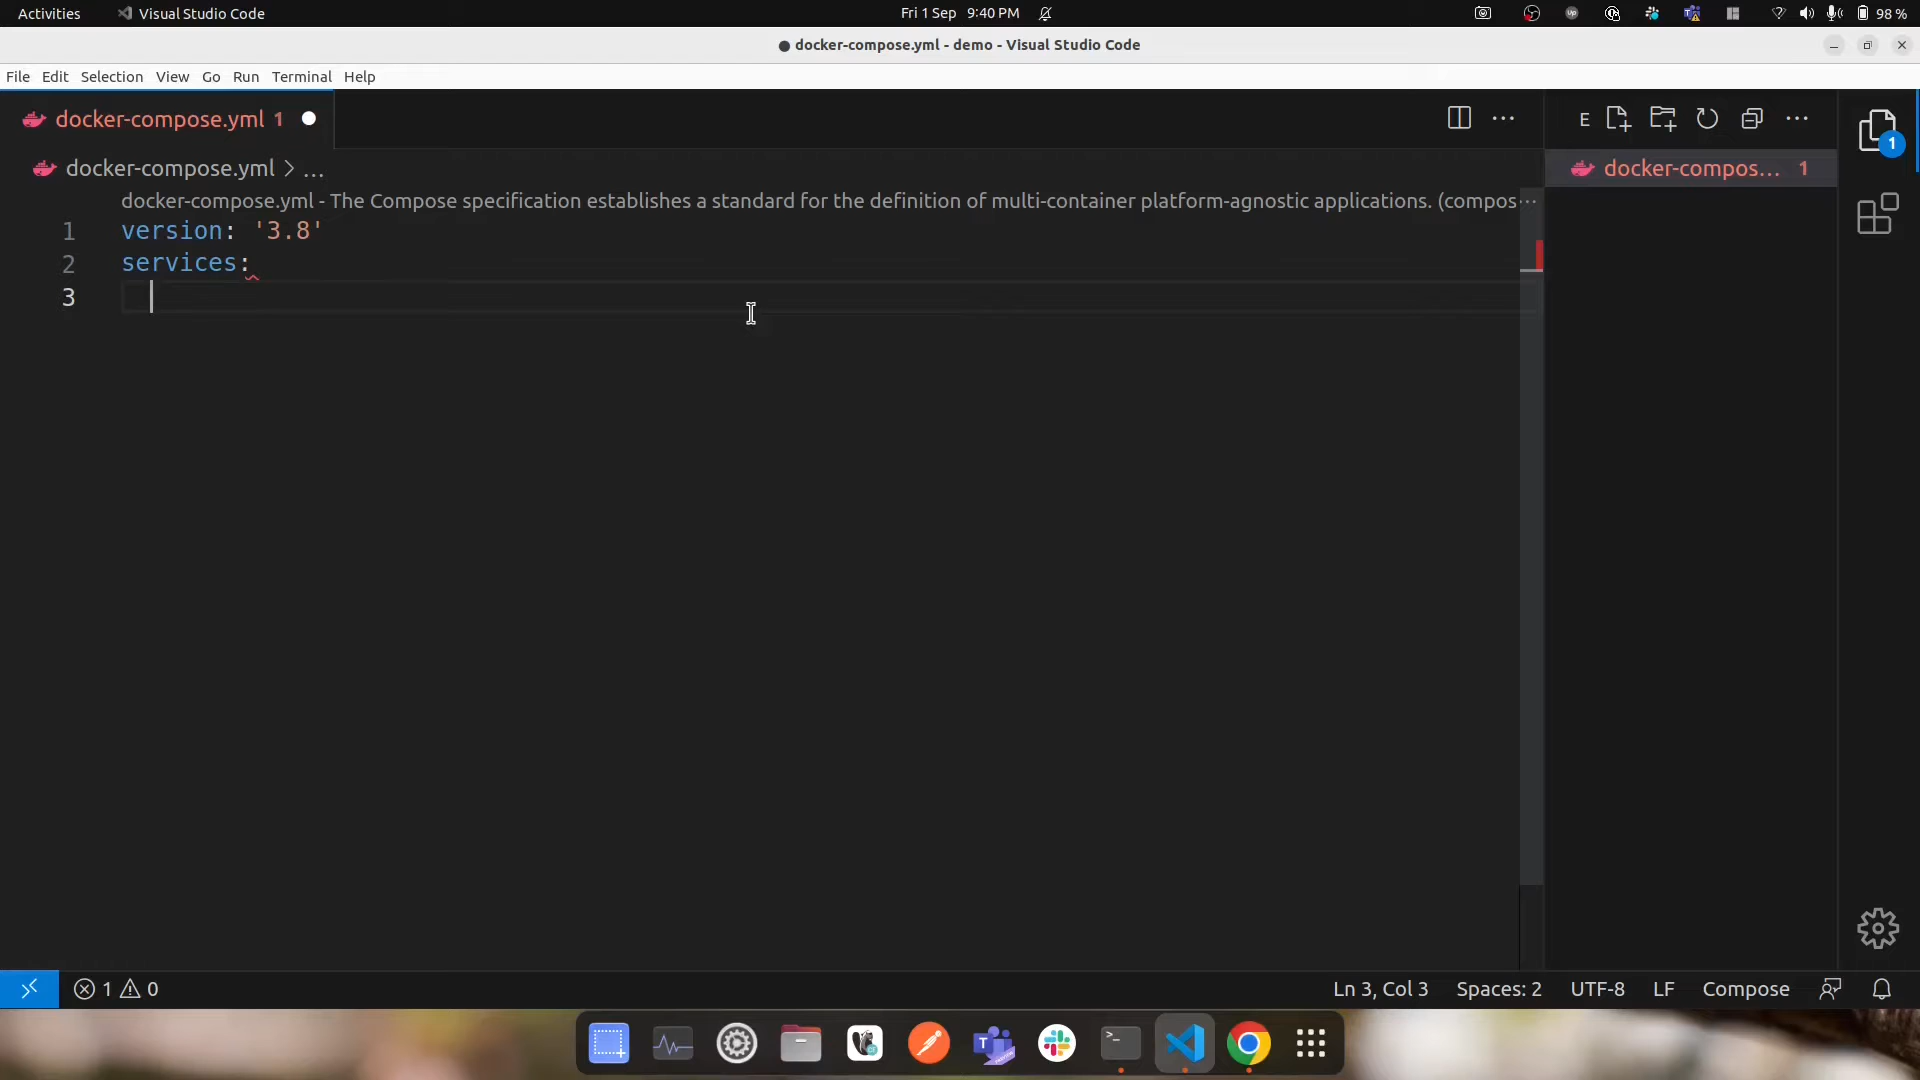 Activities Visual Studio Code Fri 1 Sep 9:40 PM 98 %
docker-compose.yml - demo - Visual Studio Code
File Edit Selection View Go Run Terminal Help
docker-compose.yml 1 E
docker-compose.yml > ... docker-compos... 1
docker-compose.yml - The Compose specification establishes a standard for the definition of multi-container platform-agnostic applications. (compos...
1 version: '3.8'
2 services:
3
1
1 0 Ln 3, Col 3 Spaces: 2 UTF-8 LF Compose